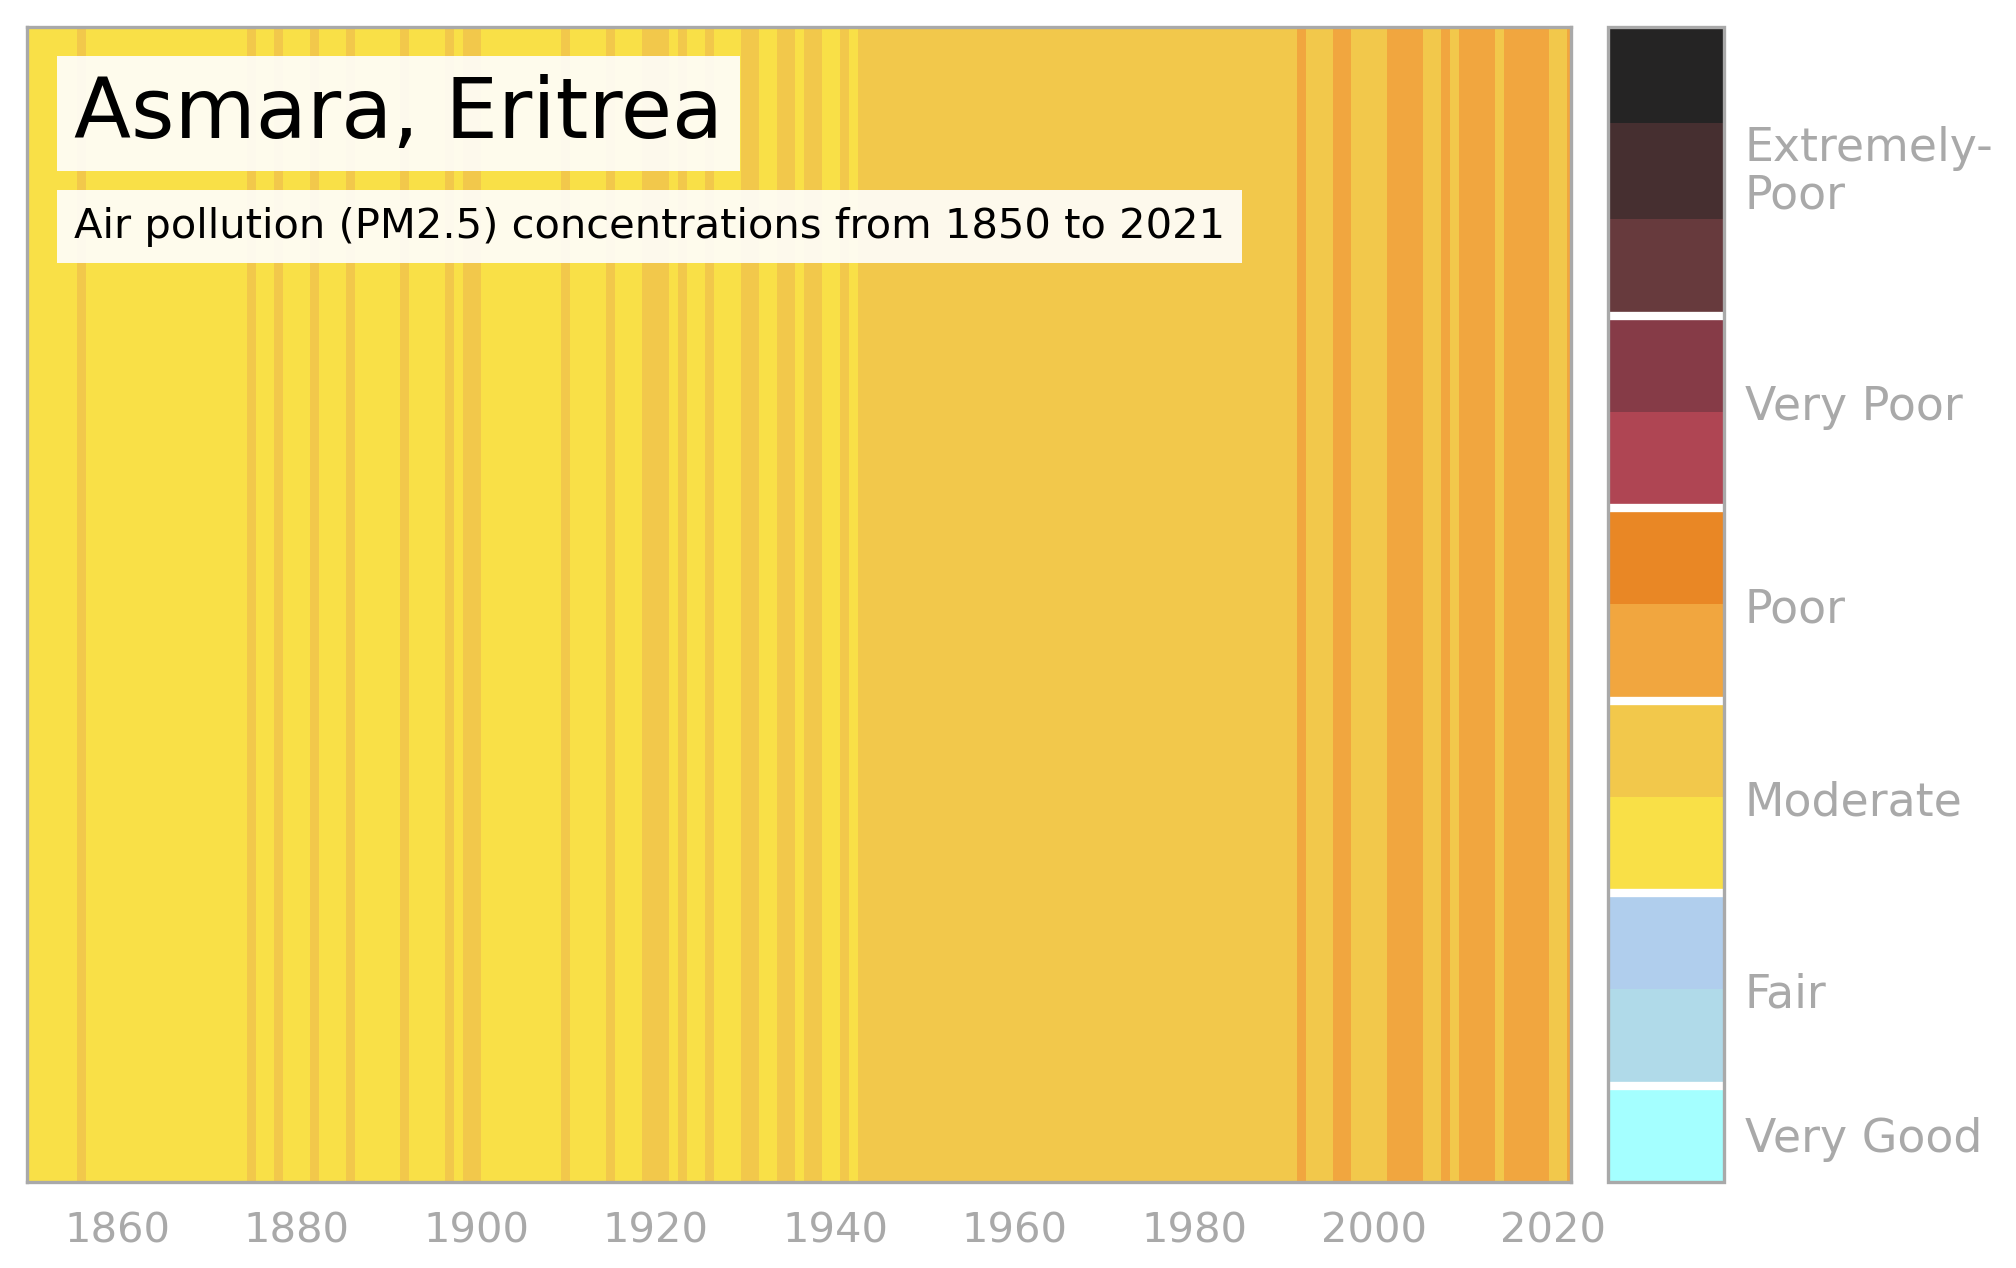 Asmara, Eritrea
Air pollution (PM2.5) concentrations from 1850 to 2021
Extremely-
Poor
Very Poor
Poor
Moderate
Fair
Very Good
1860 1880 1900 1920 1940 1960 1980 2000 2020